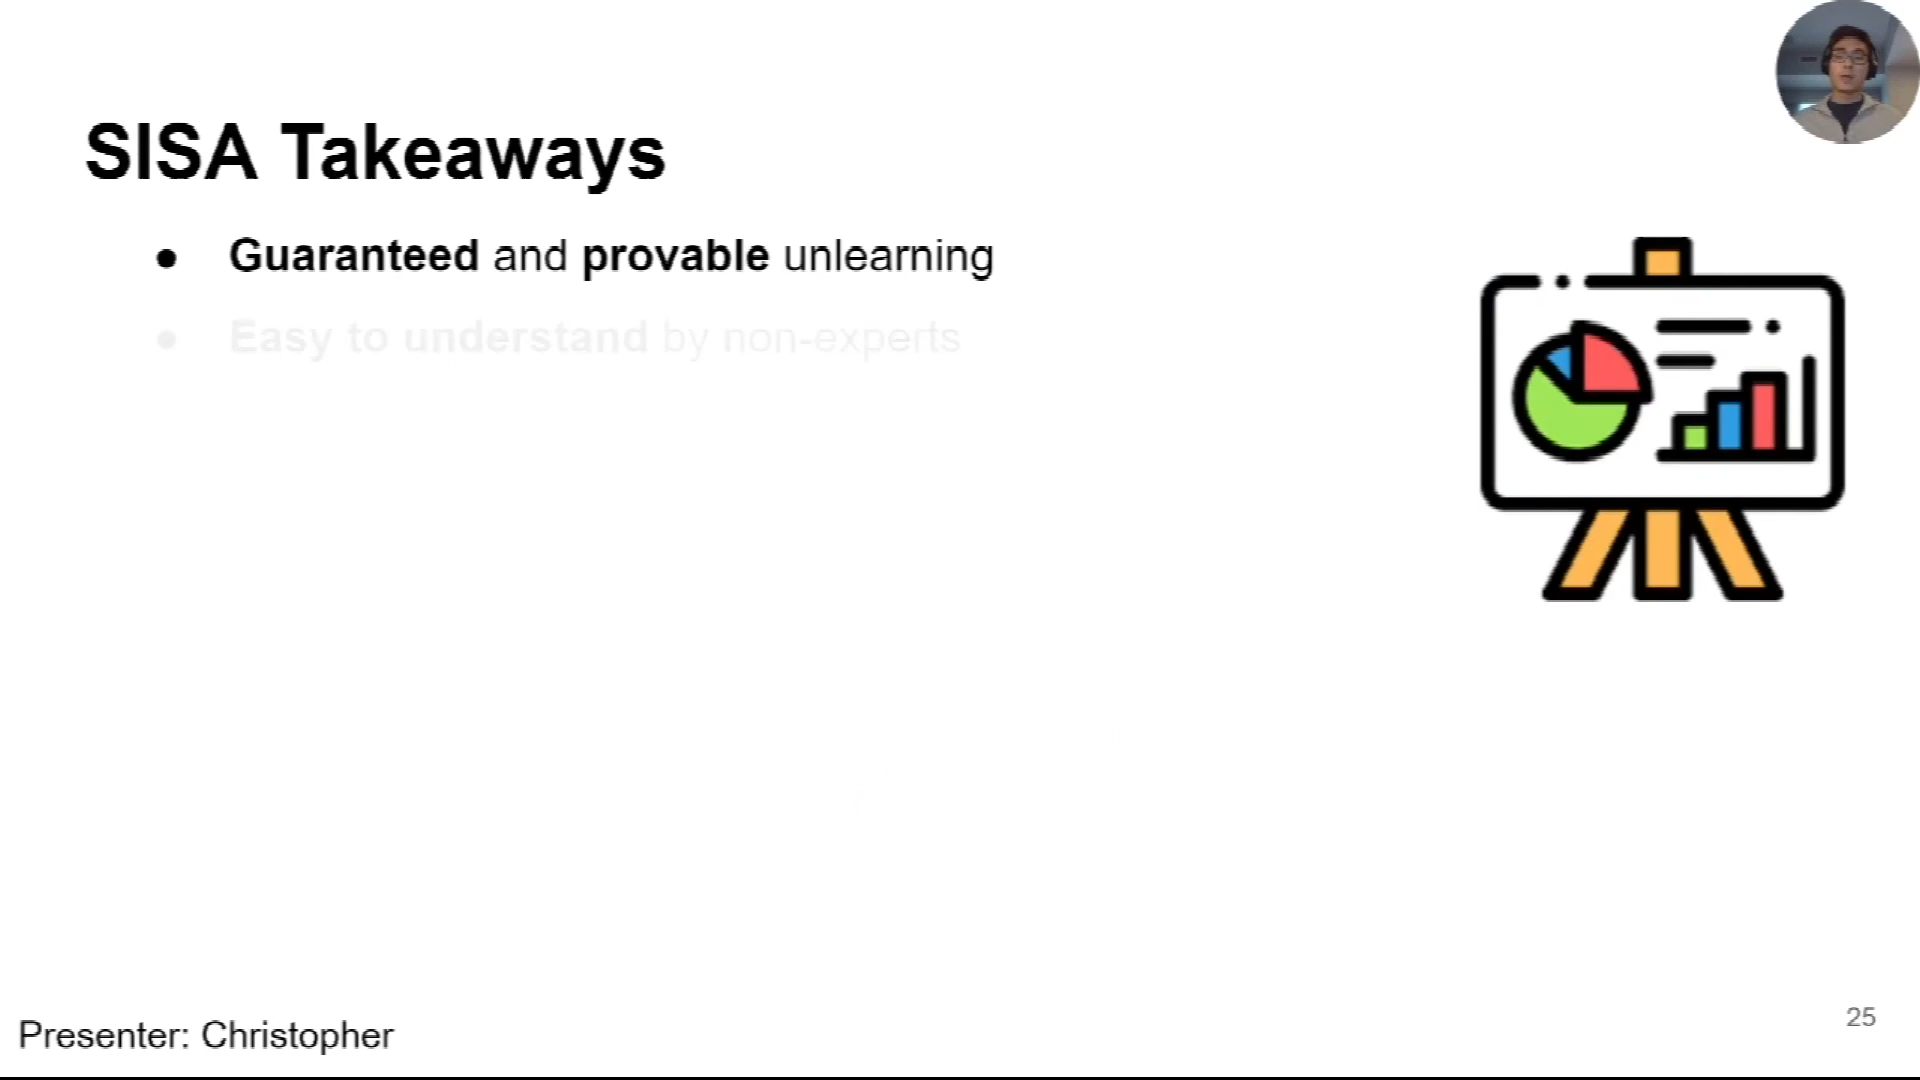 SISA Takeaways
● Guaranteed and provable unlearning
● Easy to understand by non-experts
Presenter: Christopher
25